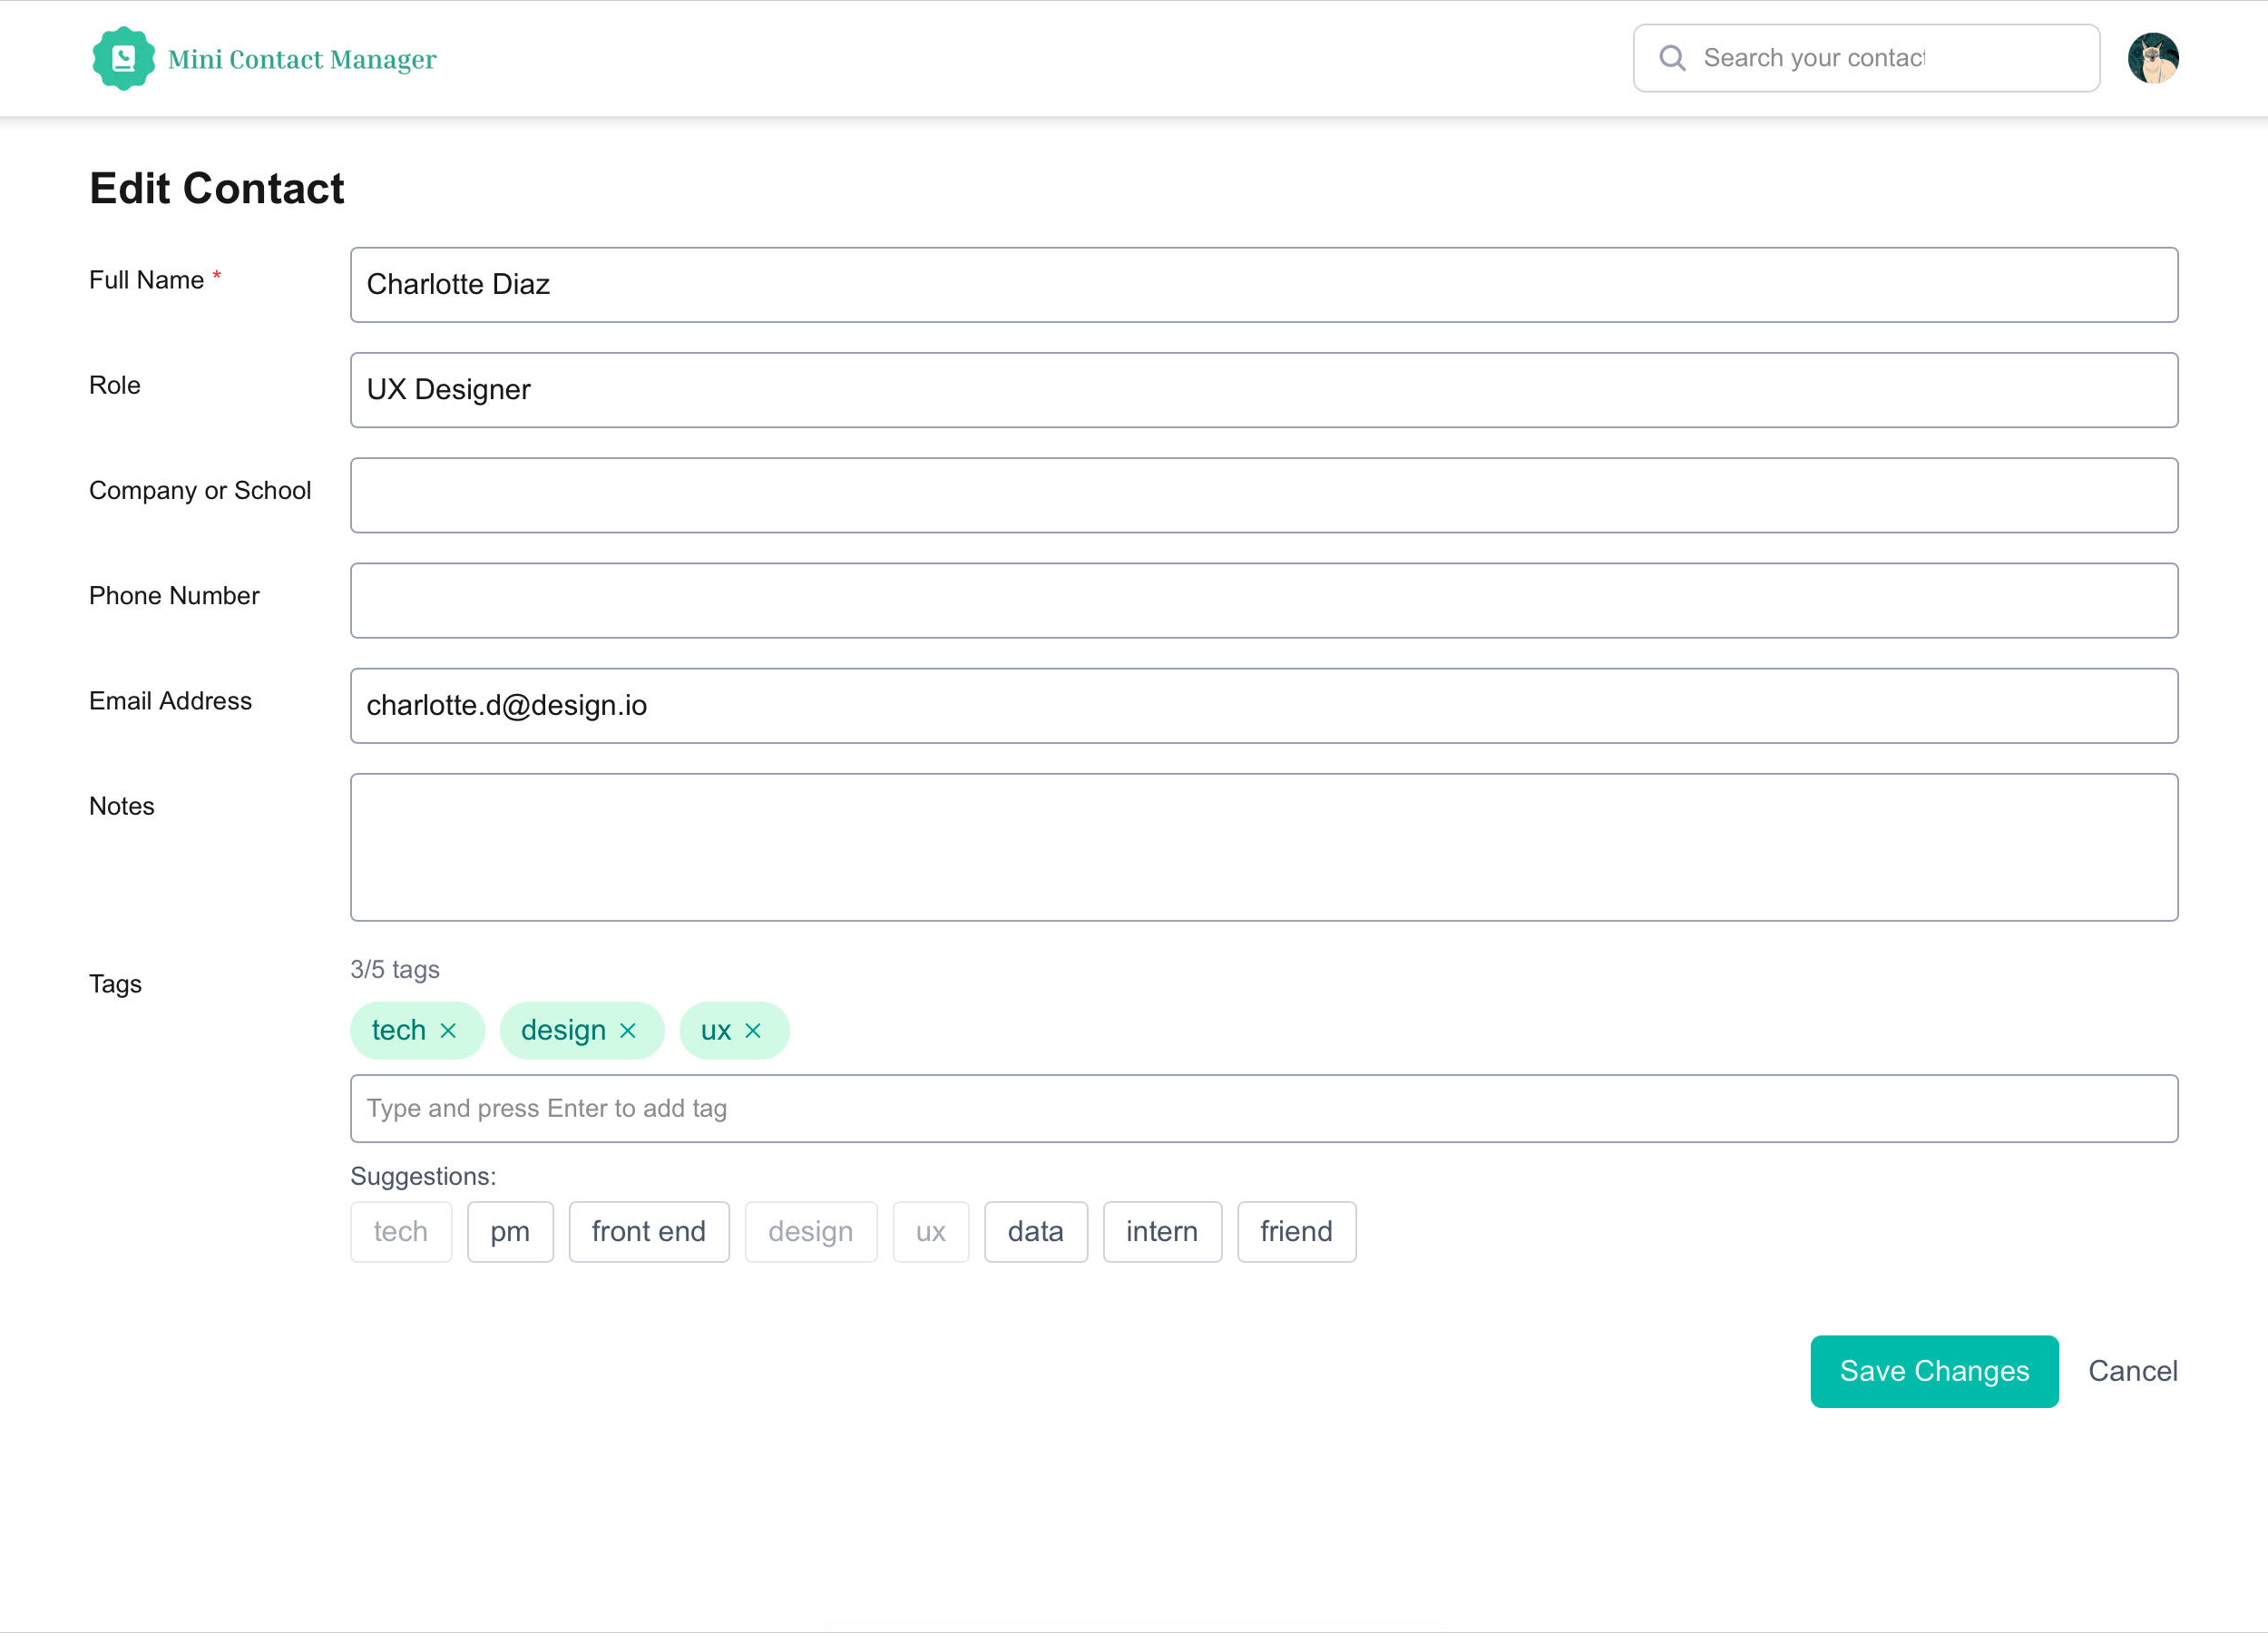 Mini Contact Manager
Search your contact
Edit Contact
Full Name *
Charlotte Diaz
Role
UX Designer
Company or School
Phone Number
Email Address
charlotte.d@design.io
Notes
Tags
3/5 tags
tech × design × ux ×
Type and press Enter to add tag
Suggestions:
tech pm front end design ux data intern friend
Save Changes Cancel